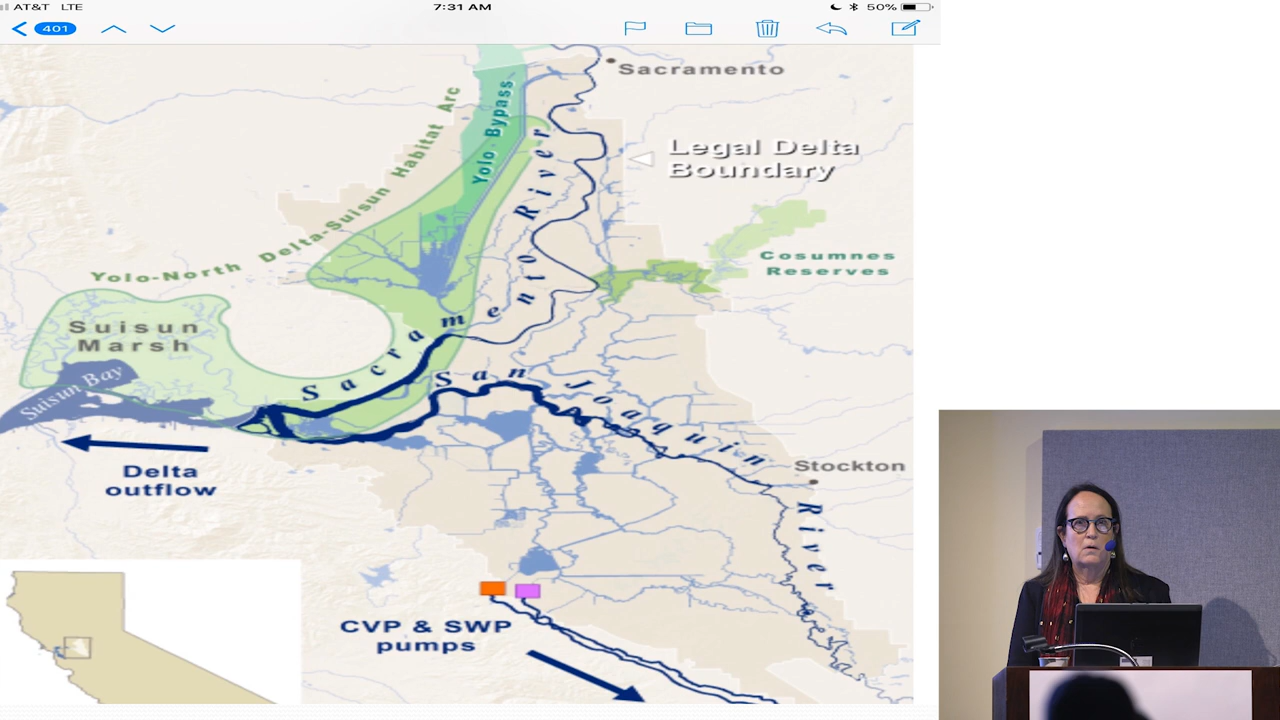 AT&T LTE
7:31 AM
50%
401
Sacramento
Yolo Bypass
Legal Delta
Boundary
Yolo-North Delta-Suisun Habitat Arc
Cosumnes
Reserves
Suisun
Marsh
Sacramento River
Suisun Bay
San Joaquin River
Stockton
Delta
outflow
CVP & SWP
pumps